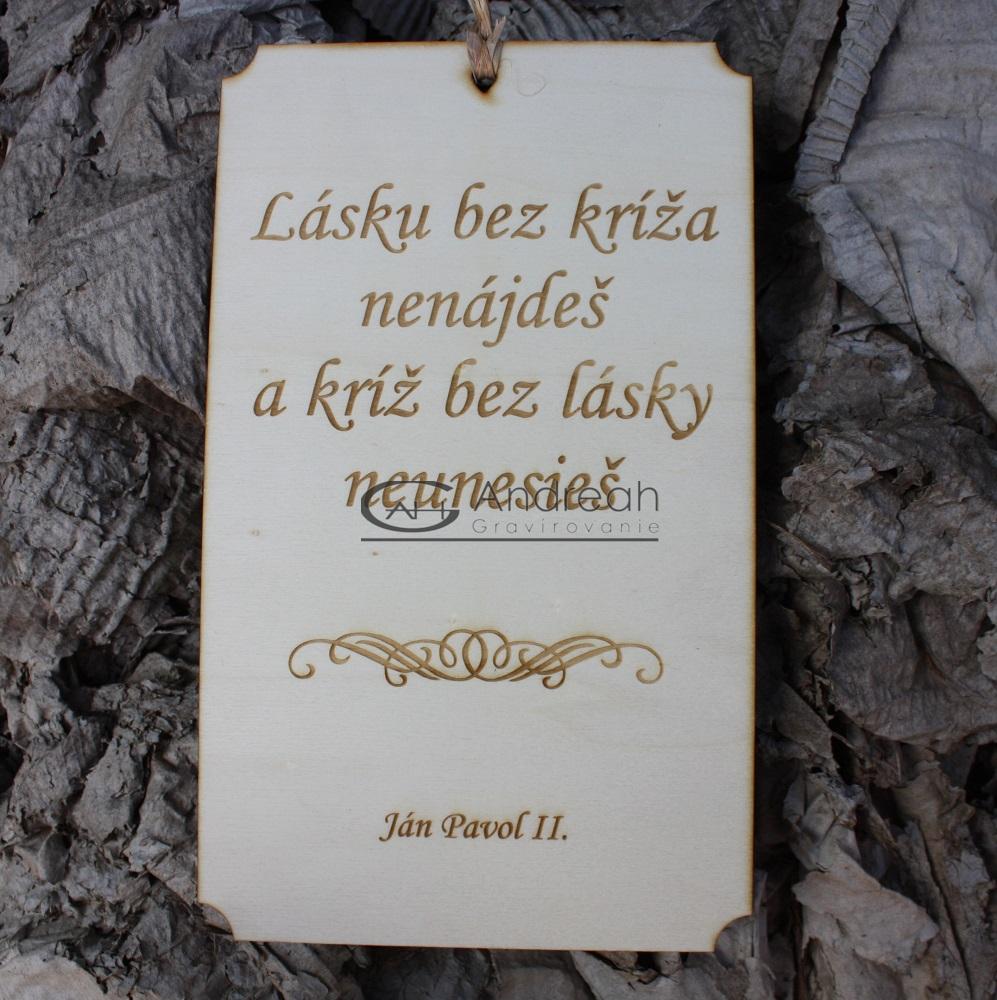 Lásku bez kríža
nenájdeš
a kríž bez lásky
neunesieš
Andreah
Gravírovanie
Ján Pavol II.